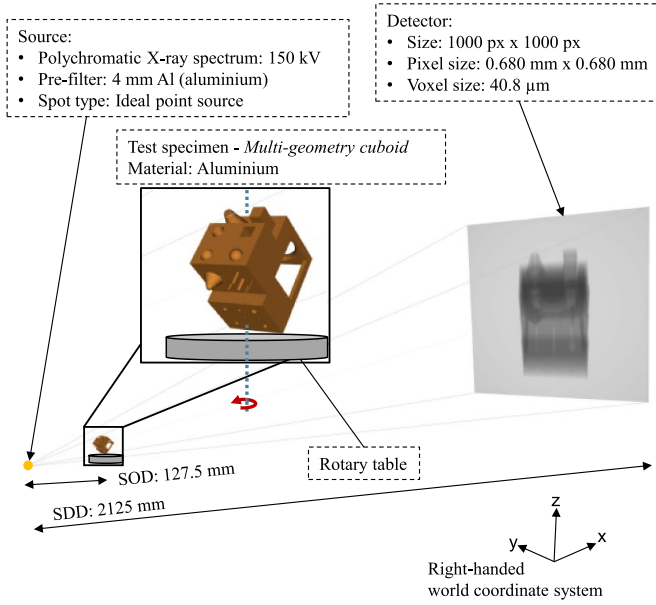 Source:
• Polychromatic X-ray spectrum: 150 kV
• Pre-filter: 4 mm Al (aluminium)
• Spot type: Ideal point source
Detector:
• Size: 1000 px x 1000 px
• Pixel size: 0.680 mm x 0.680 mm
• Voxel size: 40.8 µm
Test specimen - Multi-geometry cuboid
Material: Aluminium
Rotary table
SOD: 127.5 mm
SDD: 2125 mm
z
y
x
Right-handed
world coordinate system